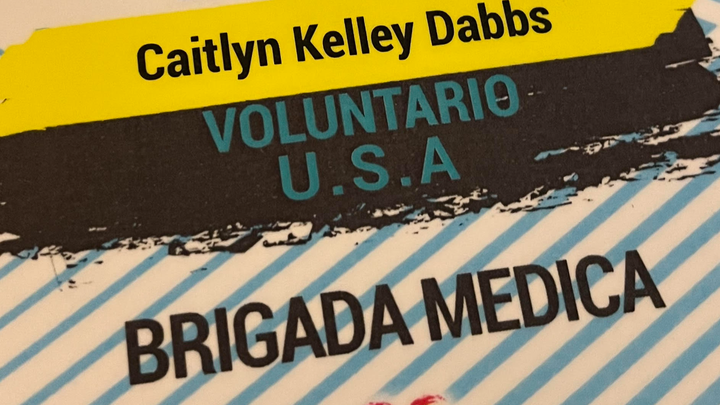 Caitlyn Kelley Dabbs
VOLUNTARIO
U.S.A
BRIGADA MEDICA